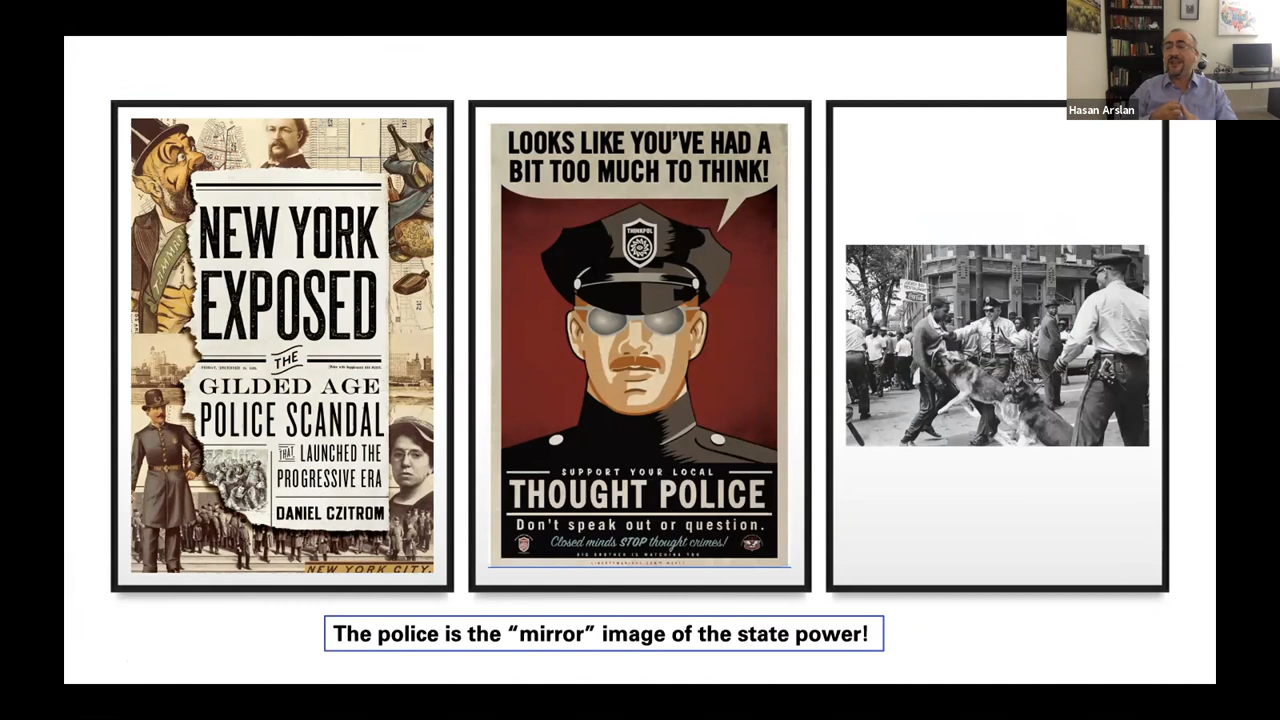 Hasan Arslan
NEW YORK
EXPOSED
THE
GILDED AGE
POLICE SCANDAL
THAT LAUNCHED THE
PROGRESSIVE ERA
DANIEL CZITROM
NEW YORK CITY.
LOOKS LIKE YOU'VE HAD A
BIT TOO MUCH TO THINK!
THINKPOL
SUPPORT YOUR LOCAL
THOUGHT POLICE
Don't speak out or question.
Closed minds STOP thought crimes!
BIG BROTHER IS WATCHING YOU
The police is the “mirror” image of the state power!